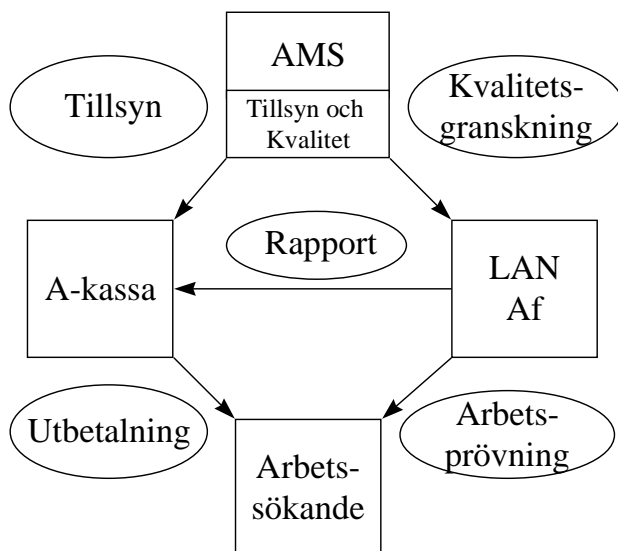 AMS
Tillsyn
Tillsyn och
Kvalitet
Kvalitets-
granskning
A-kassa
Rapport
LAN
Af
Utbetalning
Arbets-
sökande
Arbets-
prövning